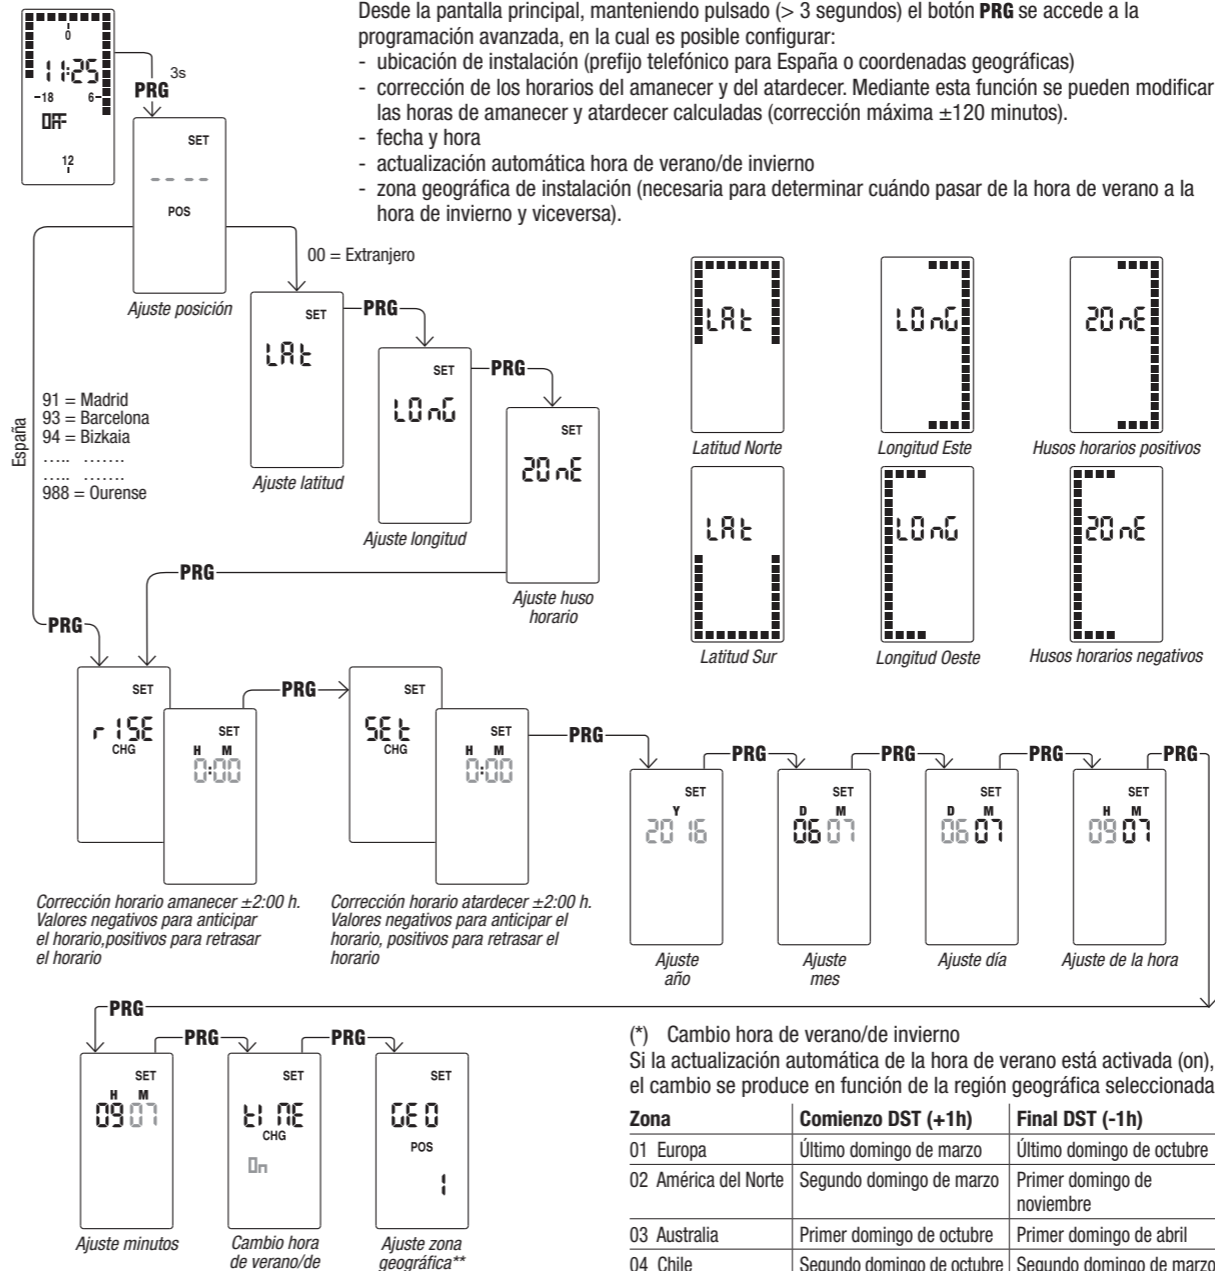 Desde la pantalla principal, manteniendo pulsado (> 3 segundos) el botón PRG se accede a la
programación avanzada, en la cual es posible configurar:
- ubicación de instalación (prefijo telefónico para España o coordenadas geográficas)
- corrección de los horarios del amanecer y del atardecer. Mediante esta función se pueden modificar
las horas de amanecer y atardecer calculadas (corrección máxima ±120 minutos).
- fecha y hora
- actualización automática hora de verano/de invierno
- zona geográfica de instalación (necesaria para determinar cuándo pasar de la hora de verano a la
hora de invierno y viceversa).
0
11:25
-18 6-
OFF
12
3s
PRG
SET
-- --
POS
Ajuste posición
00 = Extranjero
SET
LAt
Ajuste latitud
PRG
SET
LOnG
Ajuste longitud
PRG
SET
ZOnE
Ajuste huso
horario
España
91 = Madrid
93 = Barcelona
94 = Bizkaia
..... .......
..... .......
988 = Ourense
PRG
PRG
LAt
Latitud Norte
LOnG
Longitud Este
ZOnE
Husos horarios positivos
LAt
Latitud Sur
LOnG
Longitud Oeste
ZOnE
Husos horarios negativos
SET
rISE
CHG
SET
H M
0:00
Corrección horario amanecer ±2:00 h.
Valores negativos para anticipar
el horario,positivos para retrasar
el horario
PRG
SET
SEt
CHG
SET
H M
0:00
Corrección horario atardecer ±2:00 h.
Valores negativos para anticipar el
horario, positivos para retrasar el
horario
PRG
SET
Y
2016
Ajuste
año
PRG
SET
D M
06 07
Ajuste
mes
PRG
SET
D M
06 07
Ajuste día
PRG
SET
H M
09 07
Ajuste de la hora
PRG
PRG
SET
H M
09 07
Ajuste minutos
PRG
SET
tIME
CHG
On
Cambio hora
de verano/de
PRG
SET
GEO
POS
1
Ajuste zona
geográfica**
(*) Cambio hora de verano/de invierno
Si la actualización automática de la hora de verano está activada (on),
el cambio se produce en función de la región geográfica seleccionada
Zona Comienzo DST (+1h) Final DST (-1h)
01 Europa Último domingo de marzo Último domingo de octubre
02 América del Norte Segundo domingo de marzo Primer domingo de
noviembre
03 Australia Primer domingo de octubre Primer domingo de abril
04 Chile Segundo domingo de octubre Segundo domingo de marzo